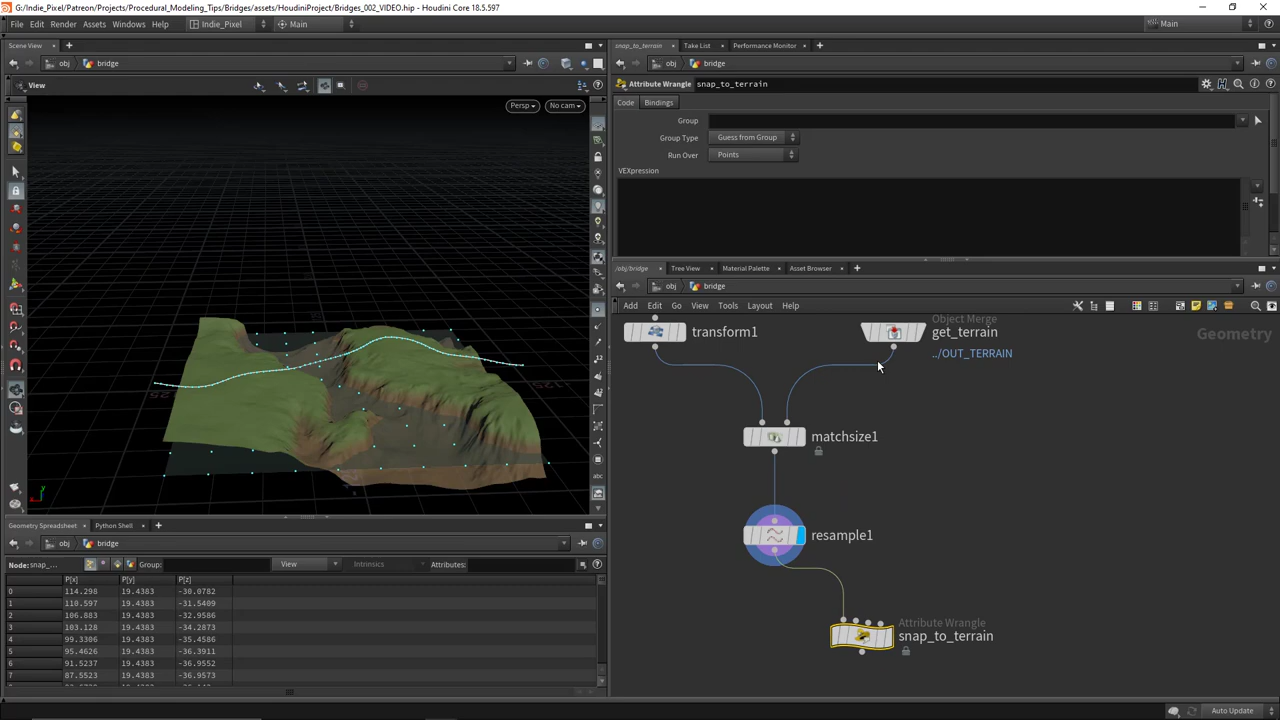 G:/Indie_Pixel/Patreon/Projects/Procedural_Modeling_Tips/Bridges/assets/HoudiniProject/Bridges_002_VIDEO.hip - Houdini Core 18.5.597
File Edit Render Assets Windows Help Indie_Pixel Main Main
Scene View
obj bridge
View
Persp No cam
snap_to_terrain Take List Performance Monitor
obj bridge
Attribute Wrangle snap_to_terrain
Code Bindings
Group
Group Type Guess from Group
Run Over Points
VEXpression
/obj/bridge Tree View Material Palette Asset Browser
obj bridge
Add Edit Go View Tools Layout Help
Geometry
transform1
Object Merge
get_terrain
../OUT_TERRAIN
matchsize1
resample1
Attribute Wrangle
snap_to_terrain
Geometry Spreadsheet Python Shell
obj bridge
Node: snap_... Group: View Intrinsics Attributes:
P[x] P[y] P[z]
0 114.298 19.4383 -30.0782
1 110.597 19.4383 -31.5409
2 106.883 19.4383 -32.9586
3 103.128 19.4383 -34.2873
4 99.3306 19.4383 -35.4586
5 95.4626 19.4383 -36.3911
6 91.5237 19.4383 -36.9552
7 87.5523 19.4383 -36.9573
Auto Update